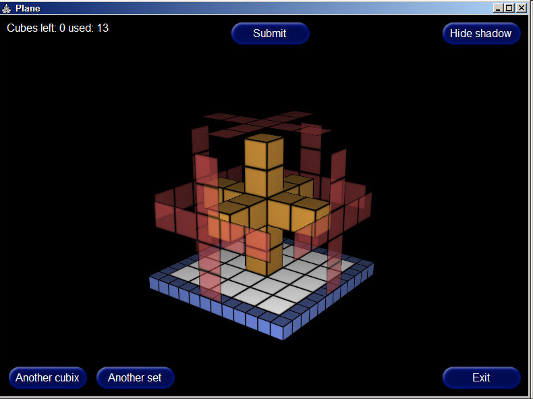 Plane
Cubes left: 0 used: 13
Submit
Hide shadow
Another cubix
Another set
Exit